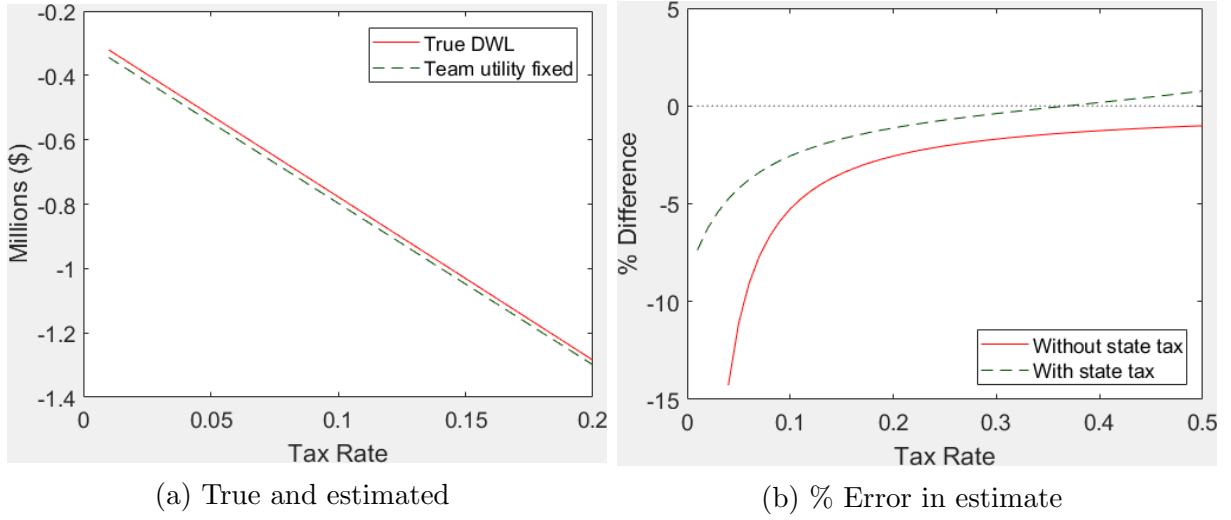 -0.2
-0.4
-0.6
-0.8
-1
-1.2
-1.4
Millions ($)
True DWL
Team utility fixed
0 0.05 0.1 0.15 0.2
Tax Rate
(a) True and estimated
5
0
-5
-10
-15
% Difference
Without state tax
With state tax
0 0.1 0.2 0.3 0.4 0.5
Tax Rate
(b) % Error in estimate